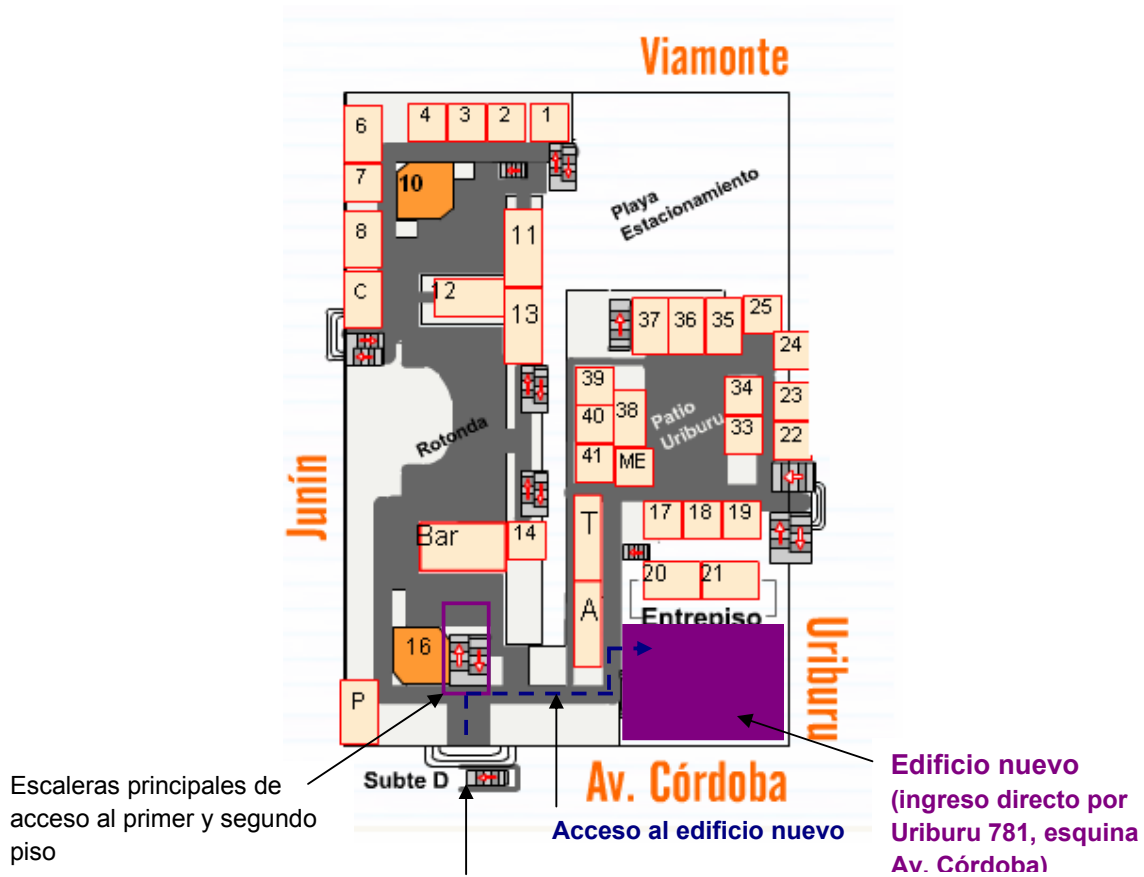 Viamonte
6
4
3
2
1
7
10
8
11
C
12
13
Playa
Estacionamiento
37
36
35
25
24
39
34
23
40
38
Patio
Uriburu
33
22
41
ME
Rotonda
Junín
Bar
14
T
17
18
19
20
21
A
Entrepiso
16
P
Uriburu
Subte D
Av. Córdoba
Escaleras principales de
acceso al primer y segundo
piso
Acceso al edificio nuevo
Edificio nuevo
(ingreso directo por
Uriburu 781, esquina
Av. Córdoba)